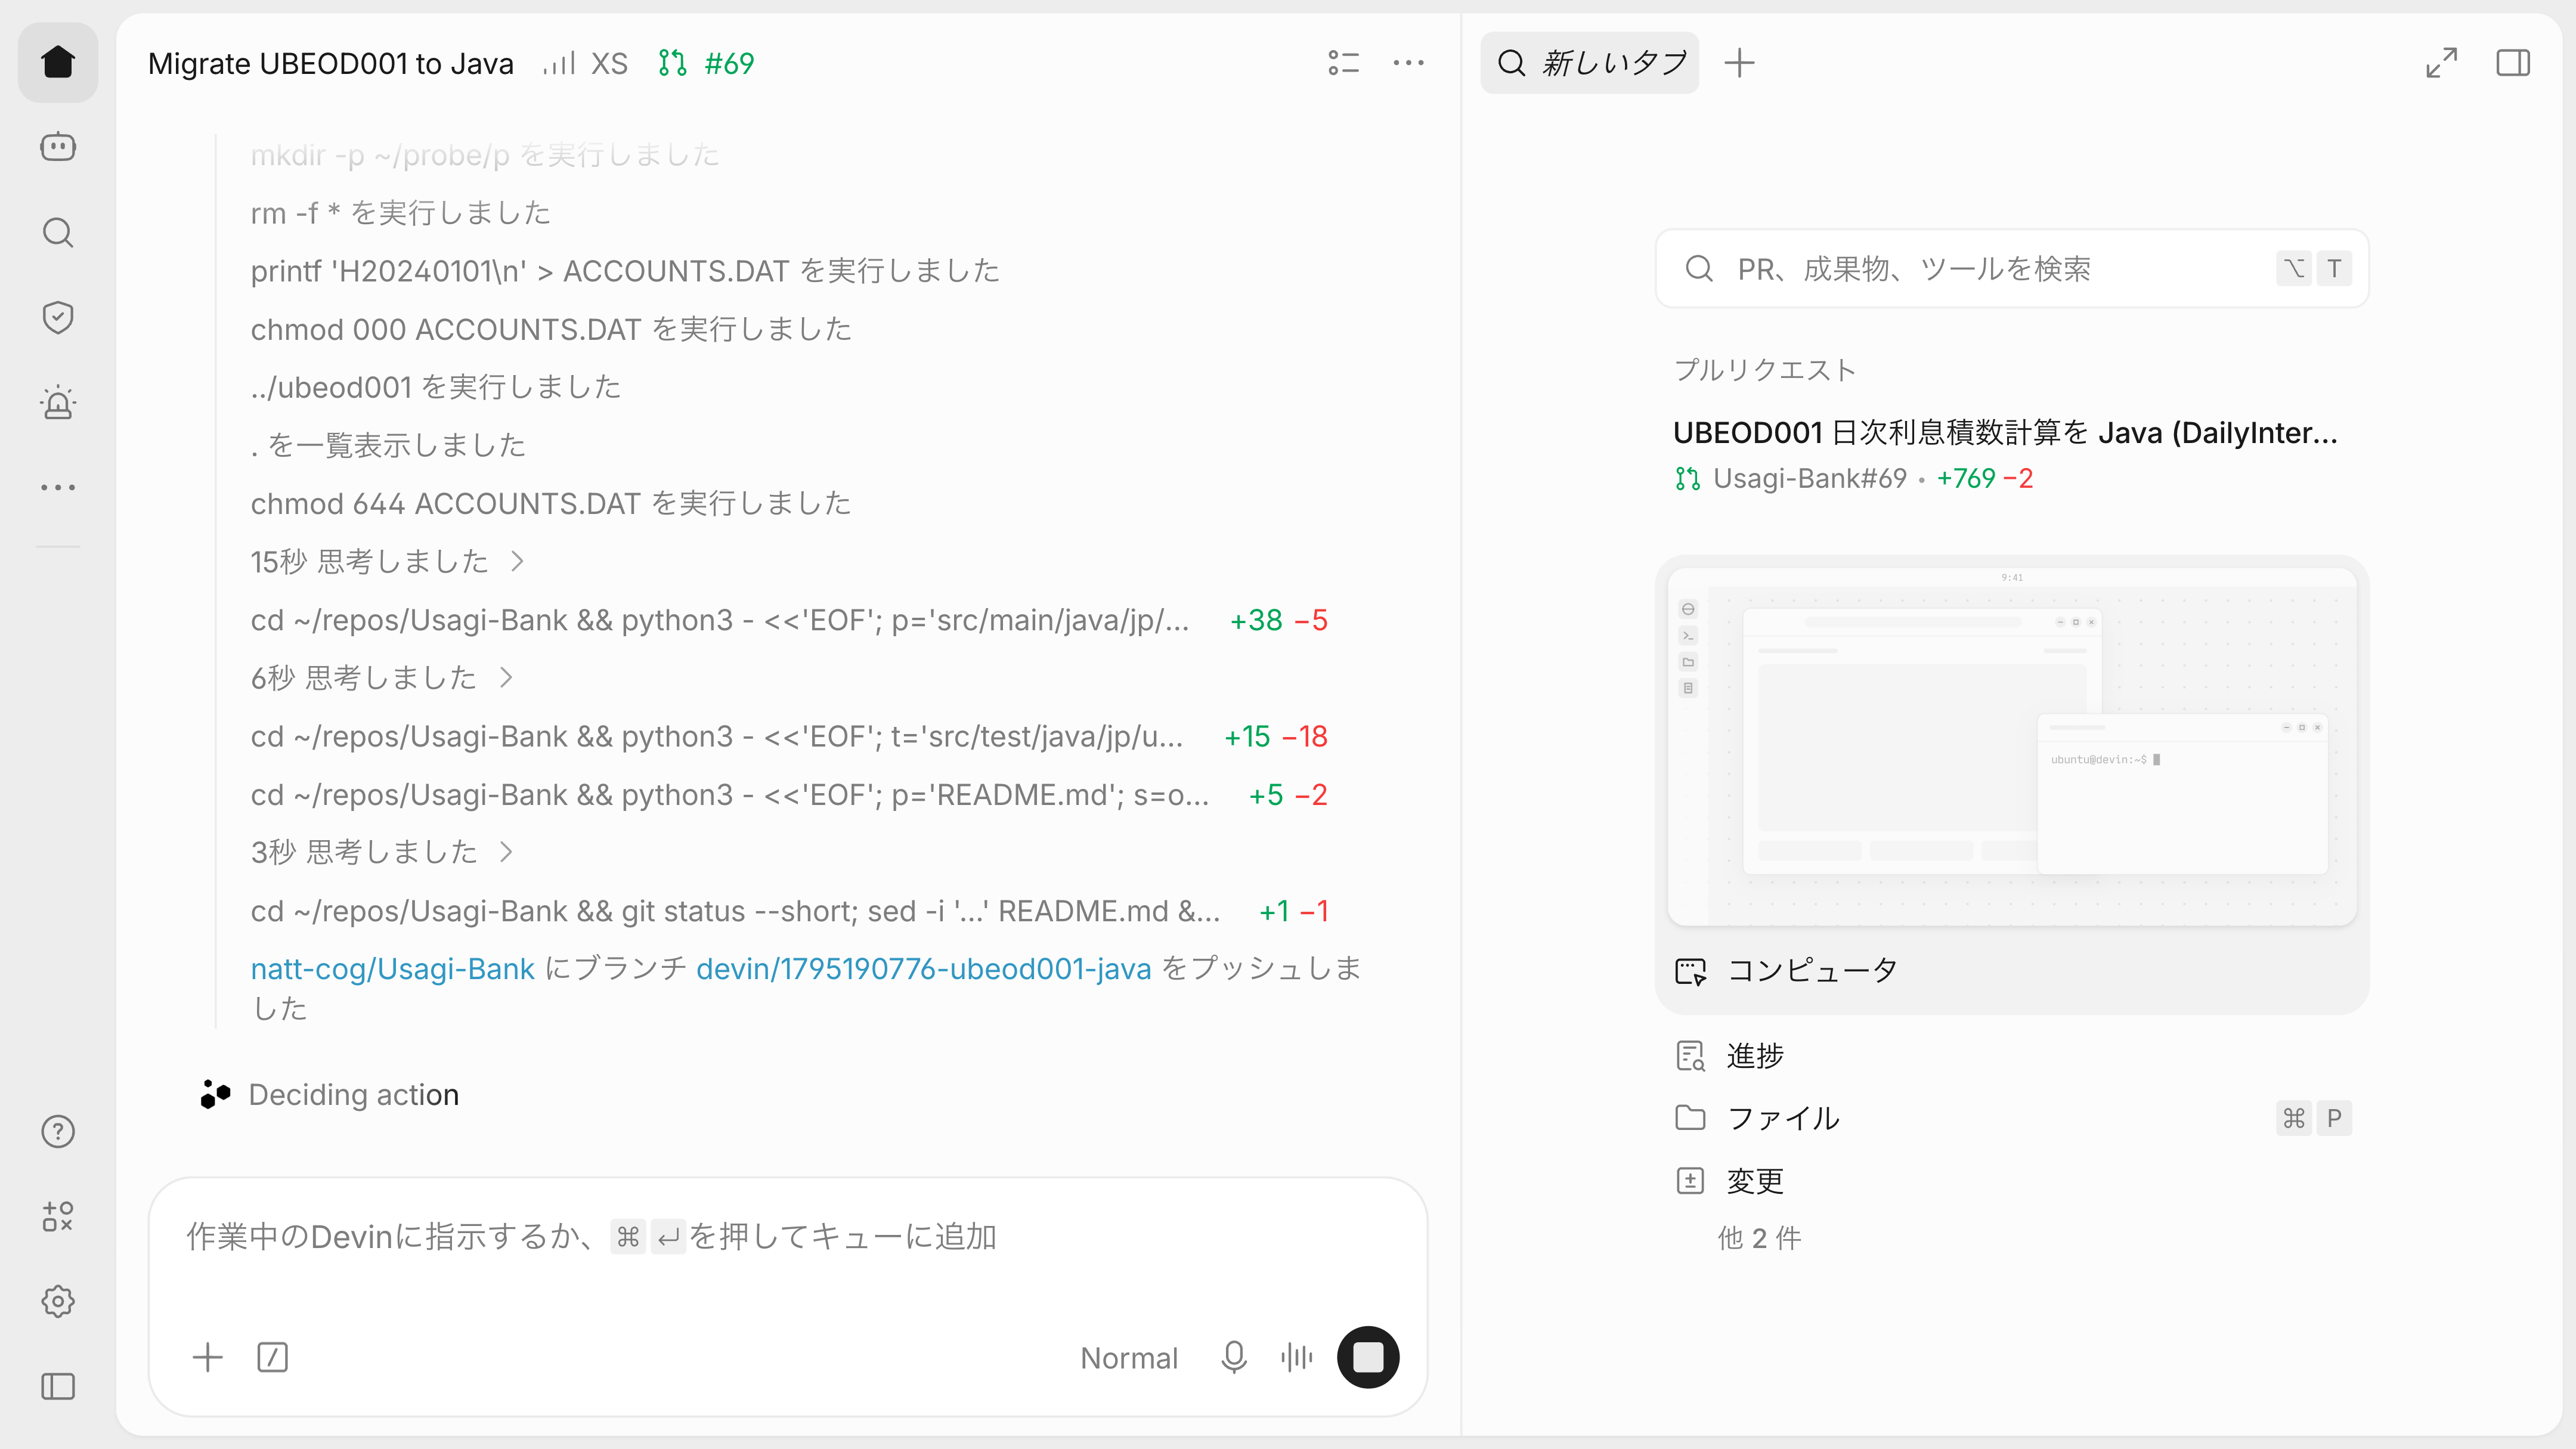 Migrate UBEOD001 to Java XS #69
mkdir -p ~/probe/p を実行しました
rm -f * を実行しました
printf 'H20240101\n' > ACCOUNTS.DAT を実行しました
chmod 000 ACCOUNTS.DAT を実行しました
../ubeod001 を実行しました
. を一覧表示しました
chmod 644 ACCOUNTS.DAT を実行しました
15秒 思考しました
cd ~/repos/Usagi-Bank && python3 - <<'EOF'; p='src/main/java/jp/... +38 −5
6秒 思考しました
cd ~/repos/Usagi-Bank && python3 - <<'EOF'; t='src/test/java/jp/u... +15 −18
cd ~/repos/Usagi-Bank && python3 - <<'EOF'; p='README.md'; s=o... +5 −2
3秒 思考しました
cd ~/repos/Usagi-Bank && git status --short; sed -i '...' README.md &... +1 −1
natt-cog/Usagi-Bank にブランチ devin/1795190776-ubeod001-java をプッシュしま
した
Deciding action
作業中のDevinに指示するか、⌘ ↵ を押してキューに追加
Normal
新しいタブ
PR、成果物、ツールを検索 ⌥ T
プルリクエスト
UBEOD001 日次利息積数計算を Java (DailyInter...
Usagi-Bank#69 • +769 −2
9:41
ubuntu@devin:~$
コンピュータ
進捗
ファイル ⌘ P
変更
他 2 件